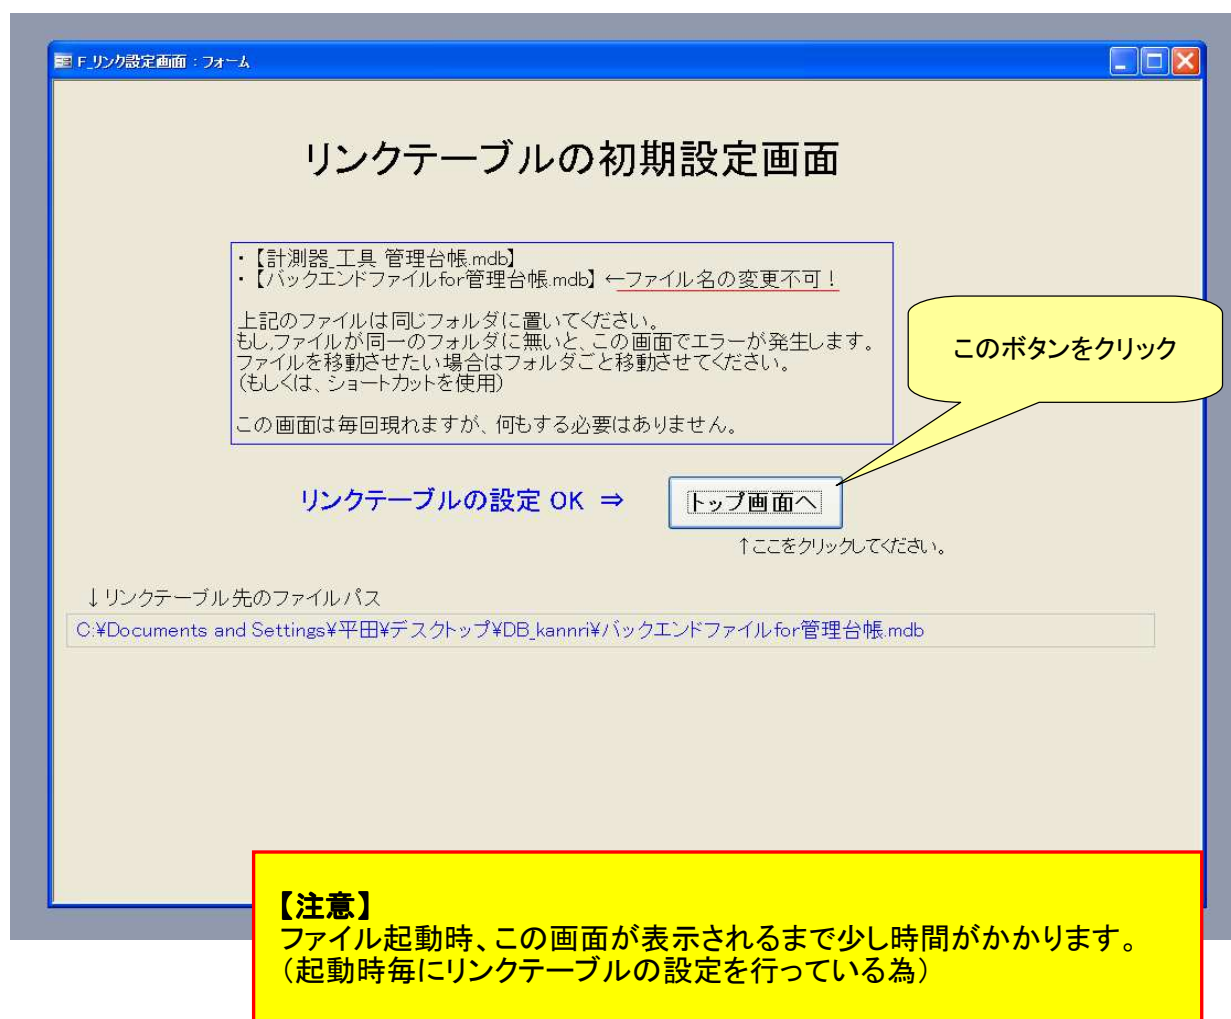 F_リンク設定画面 : フォーム
リンクテーブルの初期設定画面
・【計測器_工具 管理台帳.mdb】
・【バックエンドファイルfor管理台帳.mdb】 ←ファイル名の変更不可！
上記のファイルは同じフォルダに置いてください。
もし,ファイルが同一のフォルダに無いと、この画面でエラーが発生します。
ファイルを移動させたい場合はフォルダごと移動させてください。
(もしくは、ショートカットを使用)
この画面は毎回現れますが、何もする必要はありません。
このボタンをクリック
リンクテーブルの設定 OK ⇒
トップ画面へ
↑ここをクリックしてください。
↓リンクテーブル先のファイルパス
C:¥Documents and Settings¥平田¥デスクトップ¥DB_kannri¥バックエンドファイルfor管理台帳.mdb
【注意】
ファイル起動時、この画面が表示されるまで少し時間がかかります。
（起動時毎にリンクテーブルの設定を行っている為）